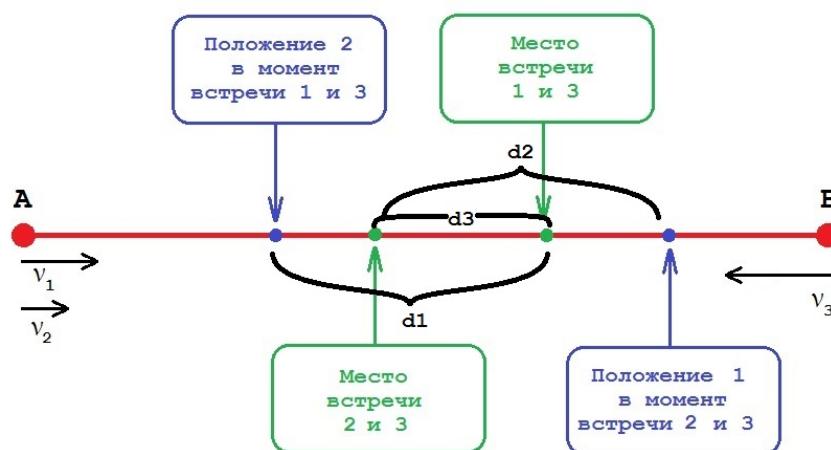 Положение 2
в момент
встречи 1 и 3
Место
встречи
1 и 3
d2
A
B
d3
v1
v2
v3
d1
Место
встречи
2 и 3
Положение 1
в момент
встречи 2 и 3